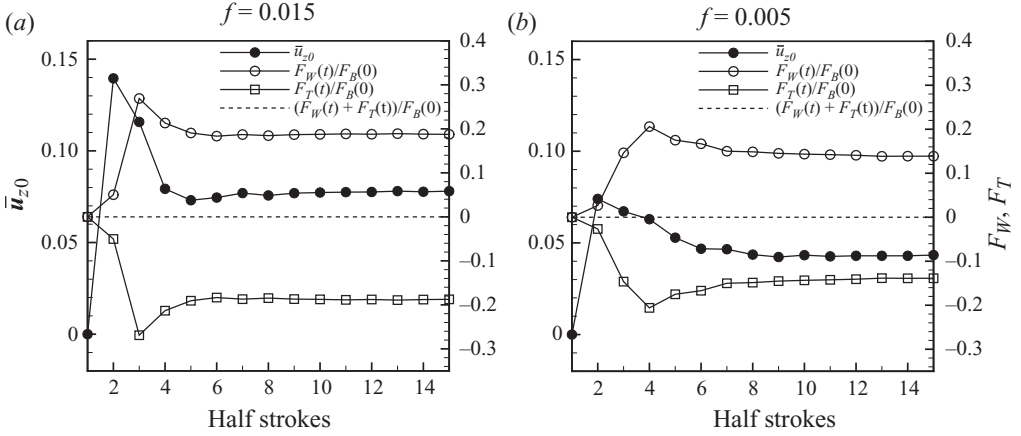 (a) f = 0.015
0.15
0.10
0.05
0
ū_z0
0.4
0.3
0.2
0.1
0
–0.1
–0.2
–0.3
ū_z0
F_W(t)/F_B(0)
F_T(t)/F_B(0)
(F_W(t) + F_T(t))/F_B(0)
2 4 6 8 10 12 14
Half strokes
(b) f = 0.005
0.15
0.10
0.05
0
0.4
0.3
0.2
0.1
0
–0.1
–0.2
–0.3
F_W, F_T
ū_z0
F_W(t)/F_B(0)
F_T(t)/F_B(0)
(F_W(t) + F_T(t))/F_B(0)
2 4 6 8 10 12 14
Half strokes